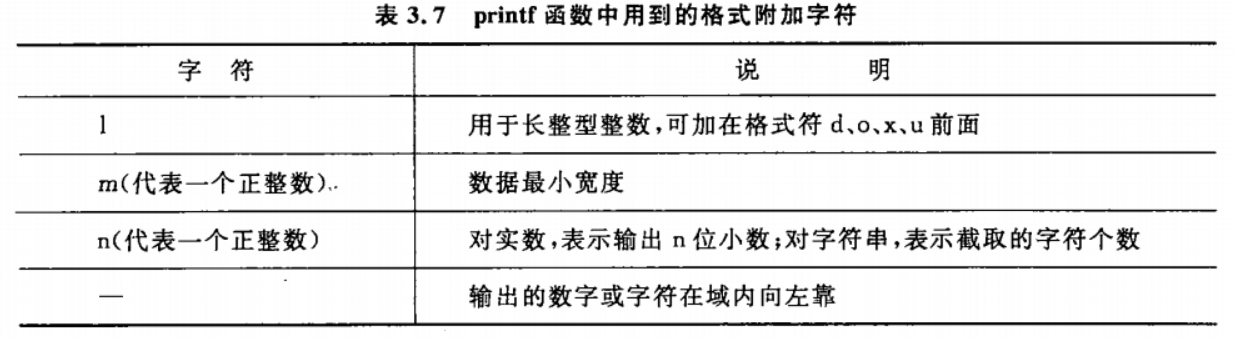 表 3.7 printf 函数中用到的格式附加字符
字 符 说 明
l 用于长整型整数,可加在格式符 d、o、x、u 前面
m(代表一个正整数) 数据最小宽度
n(代表一个正整数) 对实数,表示输出 n 位小数;对字符串,表示截取的字符个数
— 输出的数字或字符在域内向左靠